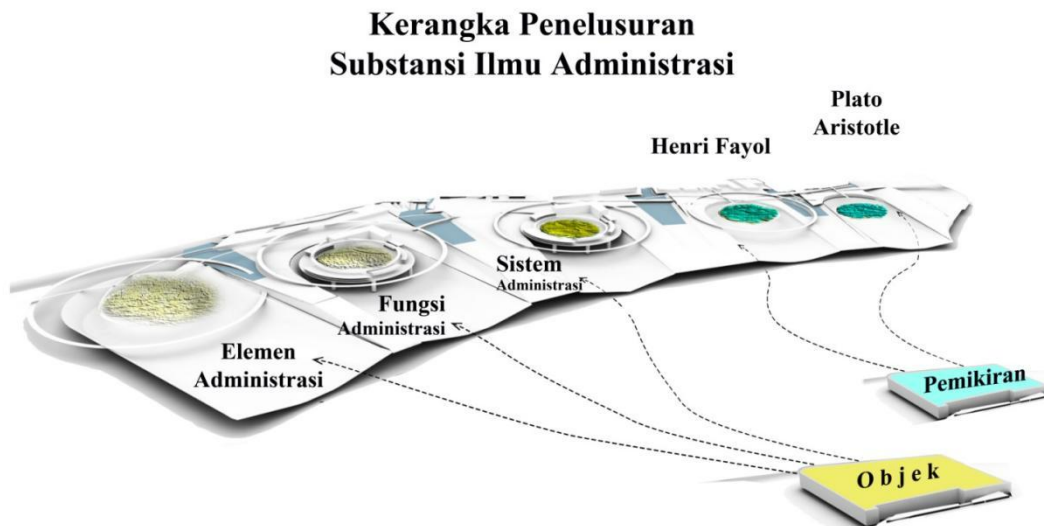 Kerangka Penelusuran
Substansi Ilmu Administrasi
Plato
Aristotle
Henri Fayol
Sistem
Administrasi
Fungsi
Administrasi
Elemen
Administrasi
Pemikiran
Objek